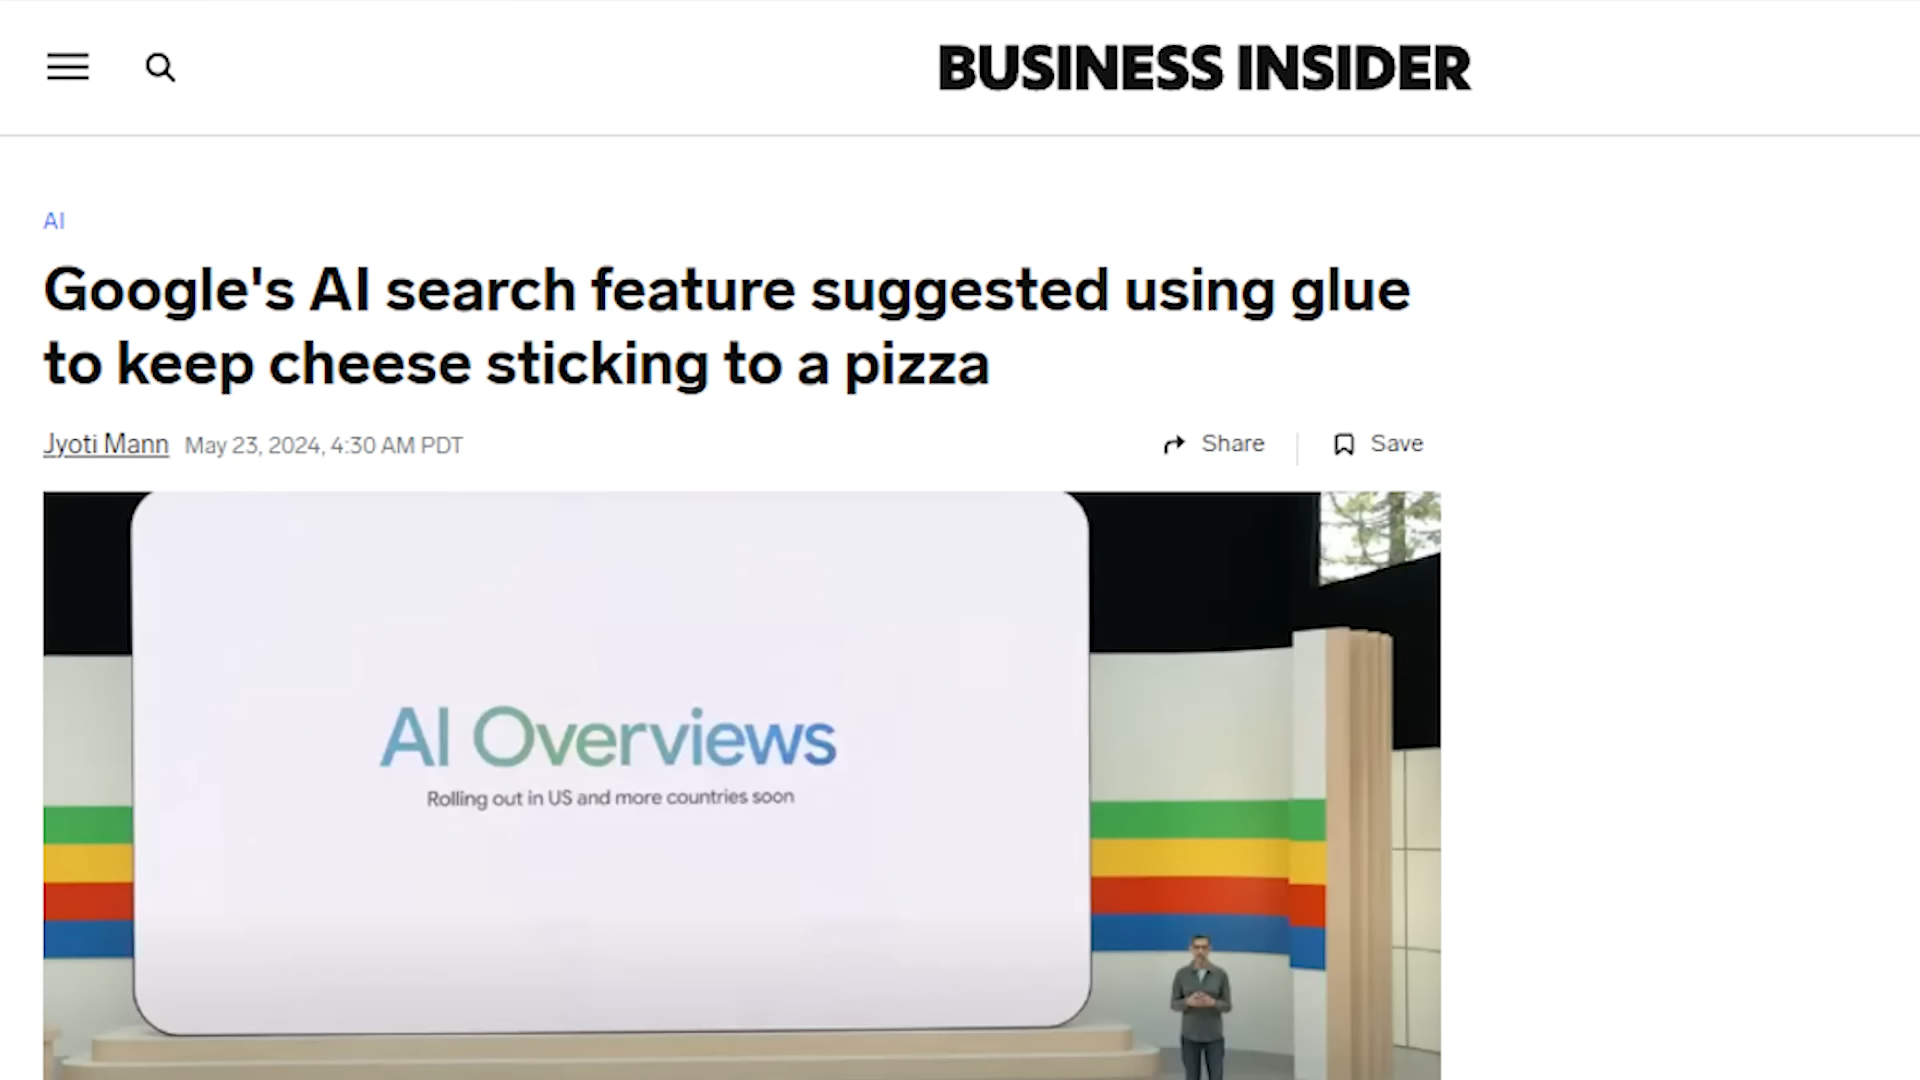 BUSINESS INSIDER
AI
Google's AI search feature suggested using glue
to keep cheese sticking to a pizza
Jyoti Mann May 23, 2024, 4:30 AM PDT
Share Save
AI Overviews
Rolling out in US and more countries soon